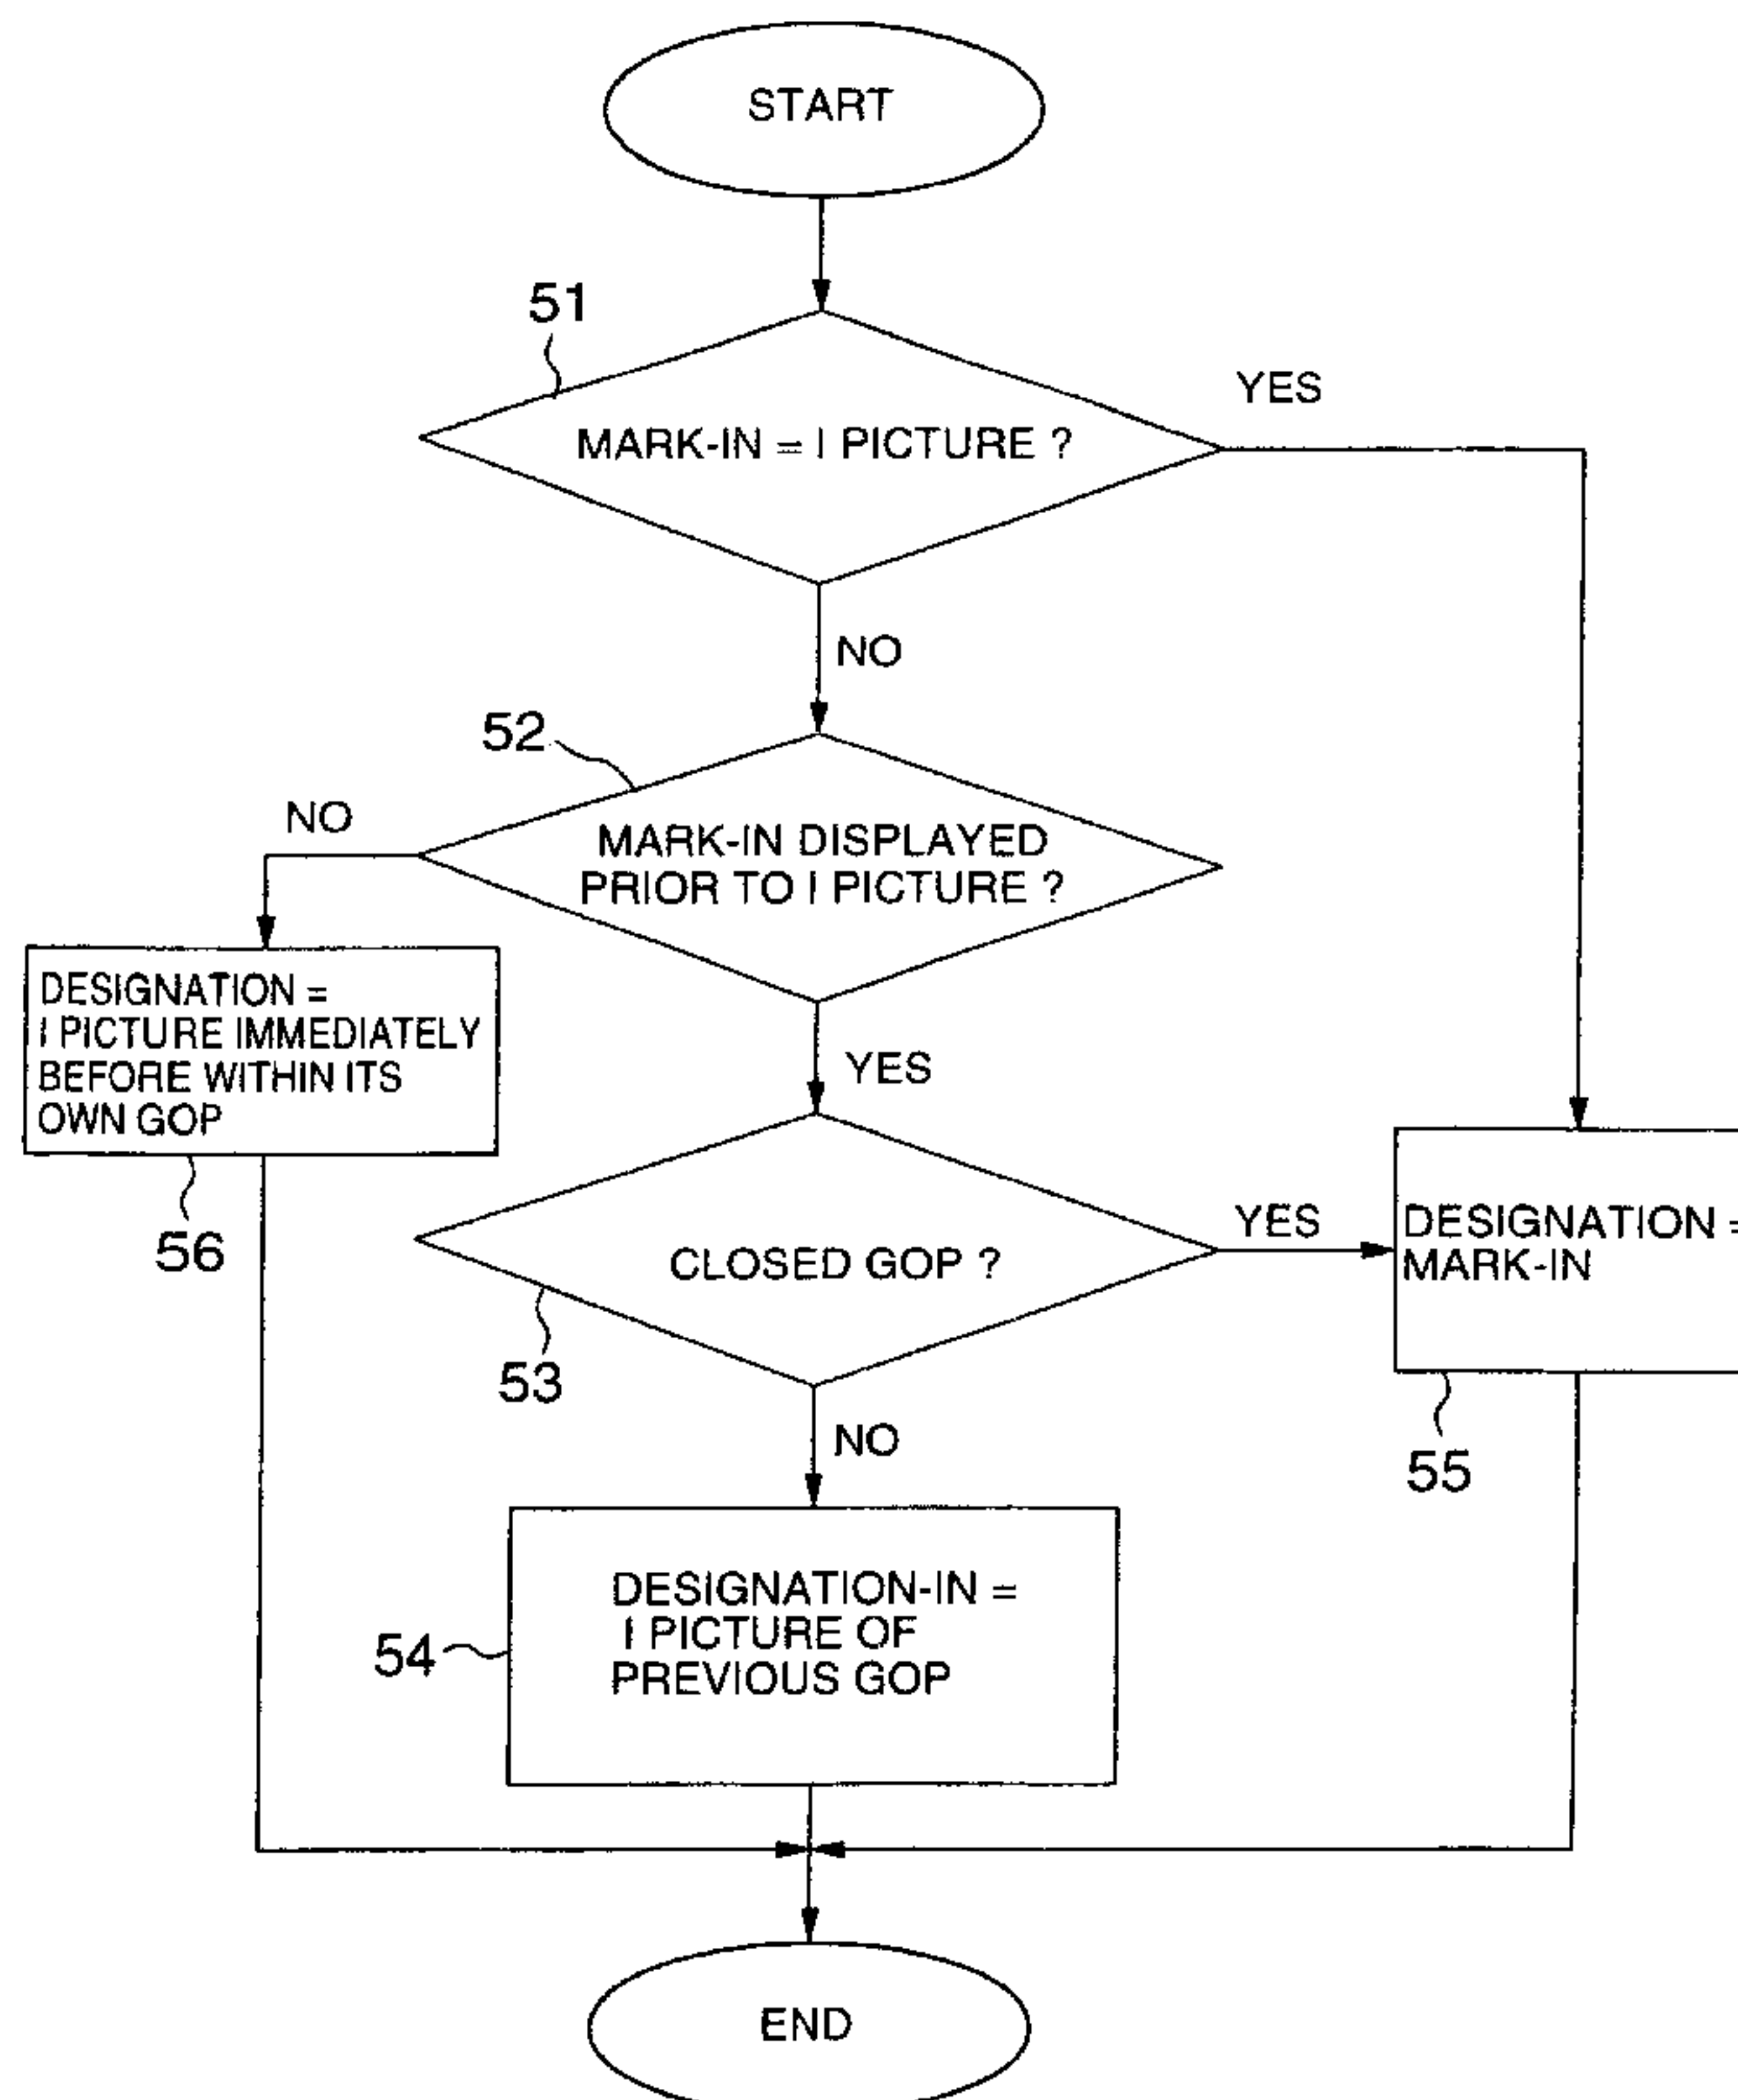 START
51
YES
MARK-IN = I PICTURE ?
NO
52
NO
MARK-IN DISPLAYED
PRIOR TO I PICTURE ?
DESIGNATION =
I PICTURE IMMEDIATELY
BEFORE WITHIN ITS
OWN GOP
YES
56
CLOSED GOP ?
YES
DESIGNATION =
MARK-IN
53
NO
55
DESIGNATION-IN =
I PICTURE OF
PREVIOUS GOP
54
END